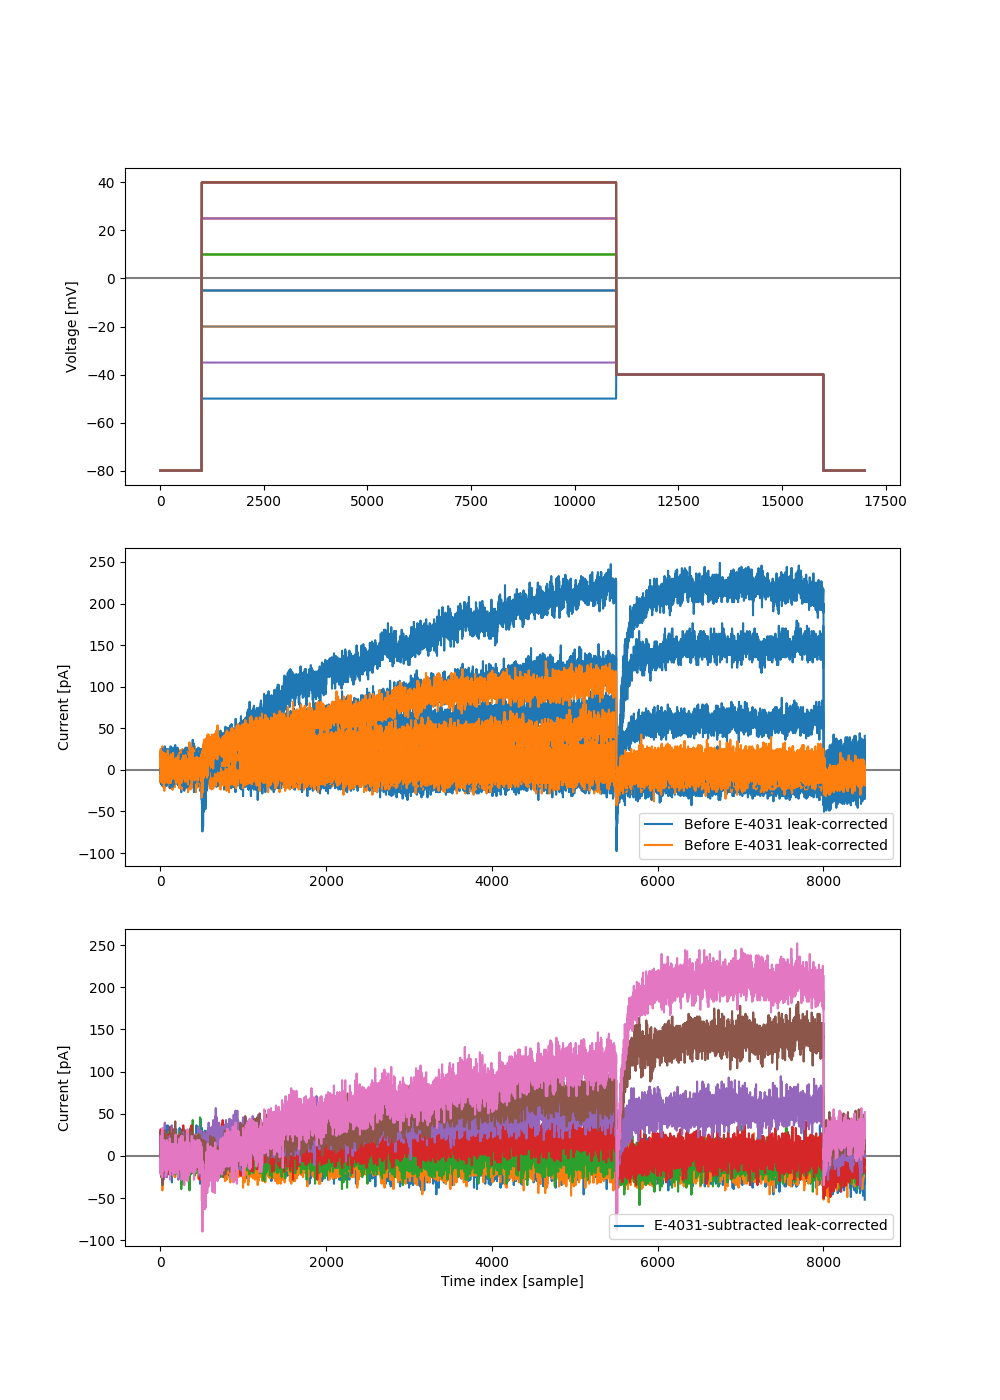 40
20
0
−20
−40
−60
−80
Voltage [mV]
0 2500 5000 7500 10000 12500 15000 17500
250
200
150
100
50
0
−50
−100
Current [pA]
Before E-4031 leak-corrected
Before E-4031 leak-corrected
0 2000 4000 6000 8000
250
200
150
100
50
0
−50
−100
Current [pA]
E-4031-subtracted leak-corrected
0 2000 4000 6000 8000
Time index [sample]